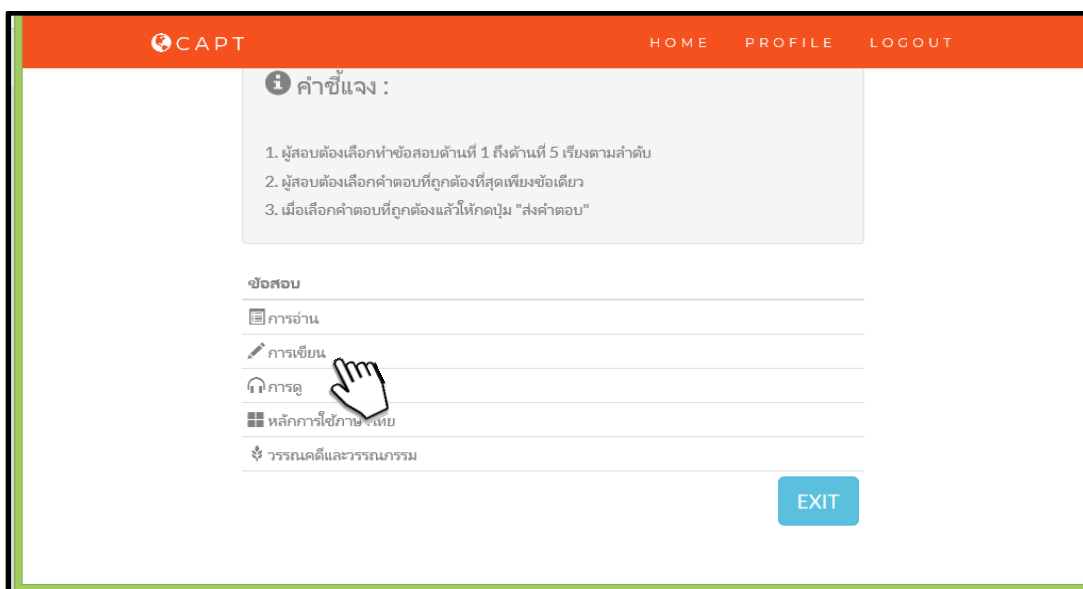 CAPT HOME PROFILE LOGOUT
คำชี้แจง :
1. ผู้สอบต้องเลือกทำข้อสอบด้านที่ 1 ถึงด้านที่ 5 เรียงตามลำดับ
2. ผู้สอบต้องเลือกคำตอบที่ถูกต้องที่สุดเพียงข้อเดียว
3. เมื่อเลือกคำตอบที่ถูกต้องแล้วให้กดปุ่ม "ส่งคำตอบ"
ข้อสอบ
การอ่าน
การเขียน
การดู
หลักการใช้ภาษาไทย
วรรณคดีและวรรณกรรม
EXIT